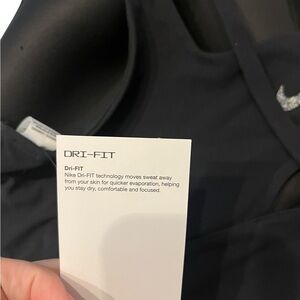 DRI-FIT
Dri-FIT
Nike Dri-FIT technology moves sweat away
from your skin for quicker evaporation, helping
you stay dry, comfortable and focused.